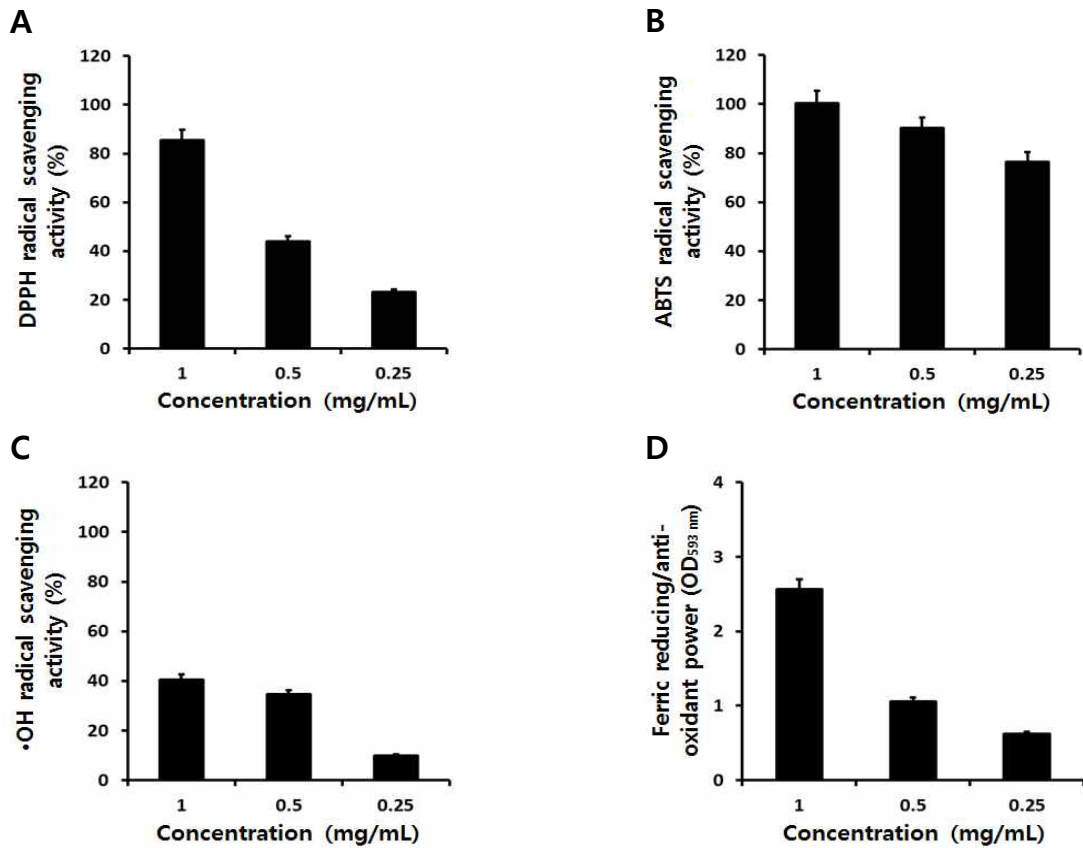 A
DPPH radical scavenging
activity (%)
120
100
80
60
40
20
0
1 0.5 0.25
Concentration (mg/mL)
B
ABTS radical scavenging
activity (%)
120
100
80
60
40
20
0
1 0.5 0.25
Concentration (mg/mL)
C
•OH radical scavenging
activity (%)
120
100
80
60
40
20
0
1 0.5 0.25
Concentration (mg/mL)
D
Ferric reducing/anti-
oxidant power (OD593 nm)
4
3
2
1
0
1 0.5 0.25
Concentration (mg/mL)